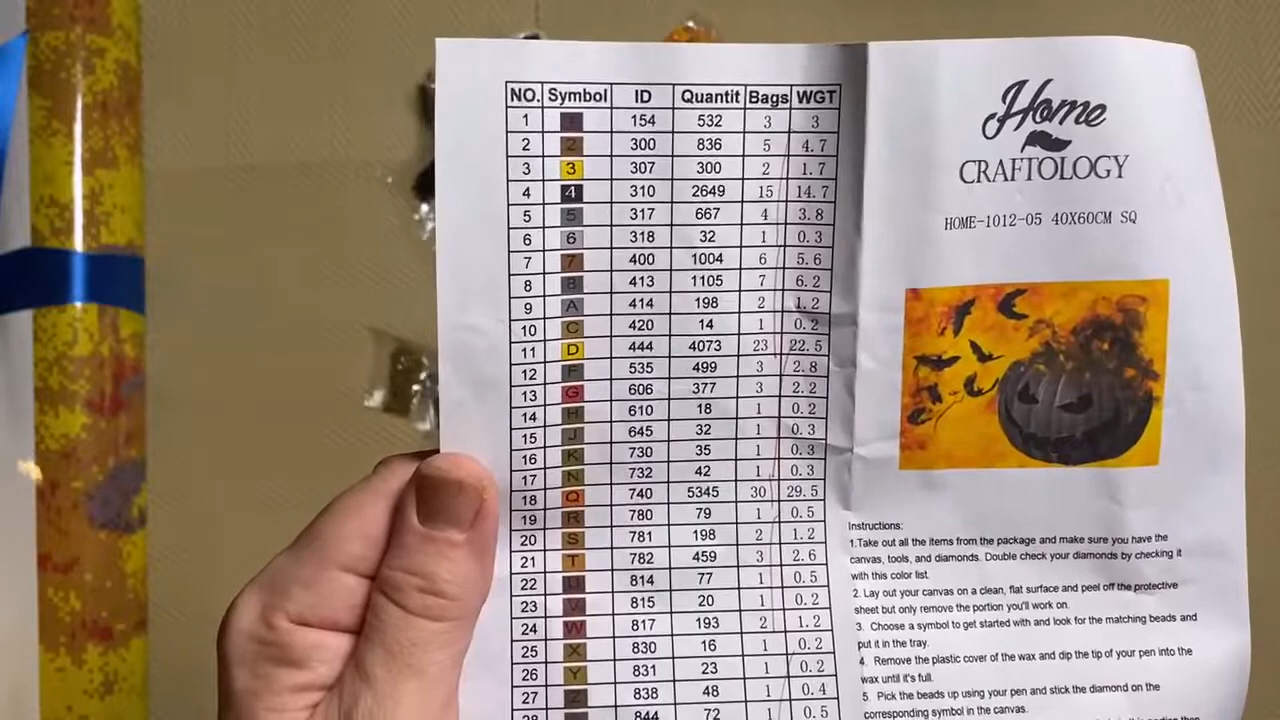 NO. Symbol ID Quantit Bags WGT
1 154 532 3 3
2 2 300 836 5 4.7
3 3 307 300 2 1.7
4 4 310 2649 15 14.7
5 5 317 667 4 3.8
6 6 318 32 1 0.3
7 7 400 1004 6 5.6
8 8 413 1105 7 6.2
9 A 414 198 2 1.2
10 C 420 14 1 0.2
11 D 444 4073 23 22.5
12 F 535 499 3 2.8
13 G 606 377 3 2.2
14 H 610 18 1 0.2
15 J 645 32 1 0.3
16 K 730 35 1 0.3
17 N 732 42 1 0.3
18 Q 740 5345 30 29.5
19 R 780 79 1 0.5
20 S 781 198 2 1.2
21 T 782 459 3 2.6
22 U 814 77 1 0.5
23 V 815 20 1 0.2
24 W 817 193 2 1.2
25 X 830 16 1 0.2
26 Y 831 23 1 0.2
27 Z 838 48 1 0.4
28 844 72 1 0.5
Home
CRAFTOLOGY
HOME-1012-05 40X60CM SQ
Instructions:
1.Take out all the items from the package and make sure you have the
canvas, tools, and diamonds. Double check your diamonds by checking it
with this color list.
2. Lay out your canvas on a clean, flat surface and peel off the protective
sheet but only remove the portion you'll work on.
3. Choose a symbol to get started with and look for the matching beads and
put it in the tray.
4. Remove the plastic cover of the wax and dip the tip of your pen into the
wax until it's full.
5. Pick the beads up using your pen and stick the diamond on the
corresponding symbol in the canvas.